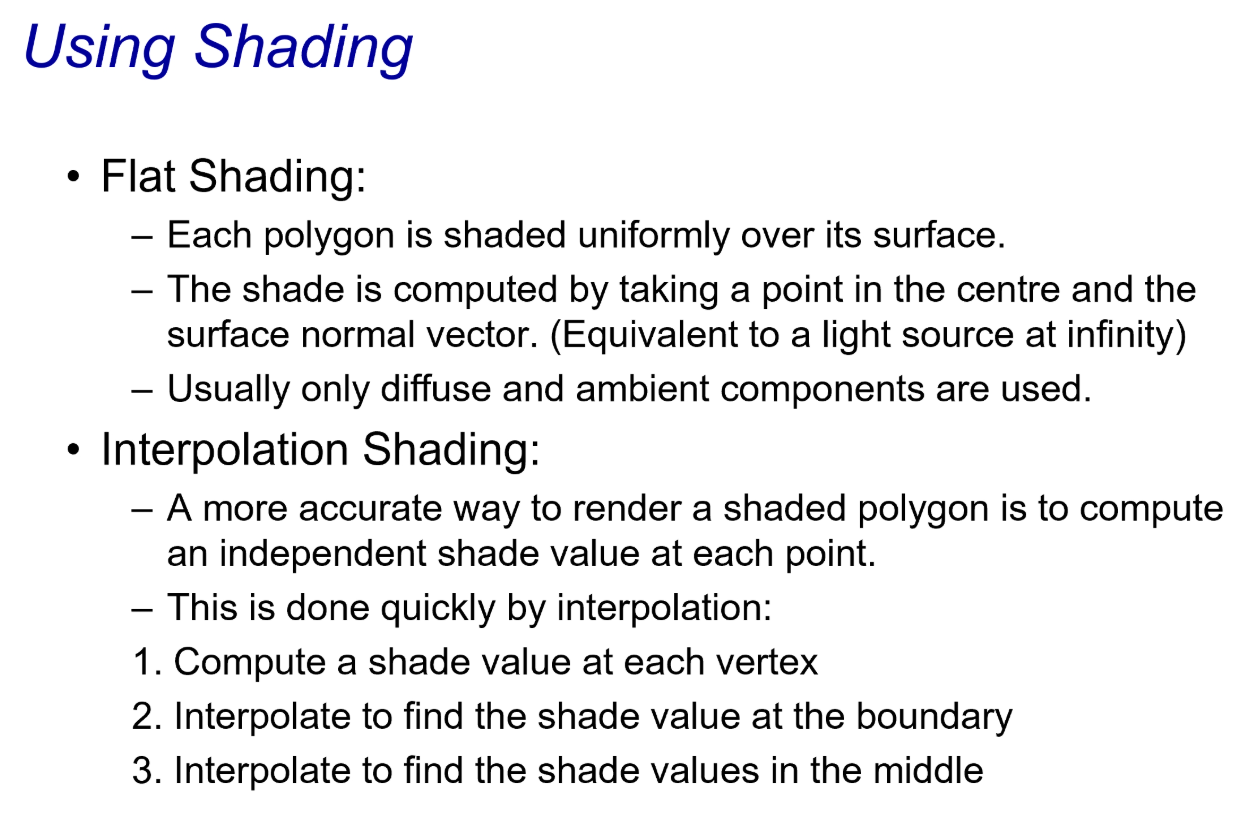 Using Shading
• Flat Shading:
– Each polygon is shaded uniformly over its surface.
– The shade is computed by taking a point in the centre and the
surface normal vector. (Equivalent to a light source at infinity)
– Usually only diffuse and ambient components are used.
• Interpolation Shading:
– A more accurate way to render a shaded polygon is to compute
an independent shade value at each point.
– This is done quickly by interpolation:
1. Compute a shade value at each vertex
2. Interpolate to find the shade value at the boundary
3. Interpolate to find the shade values in the middle